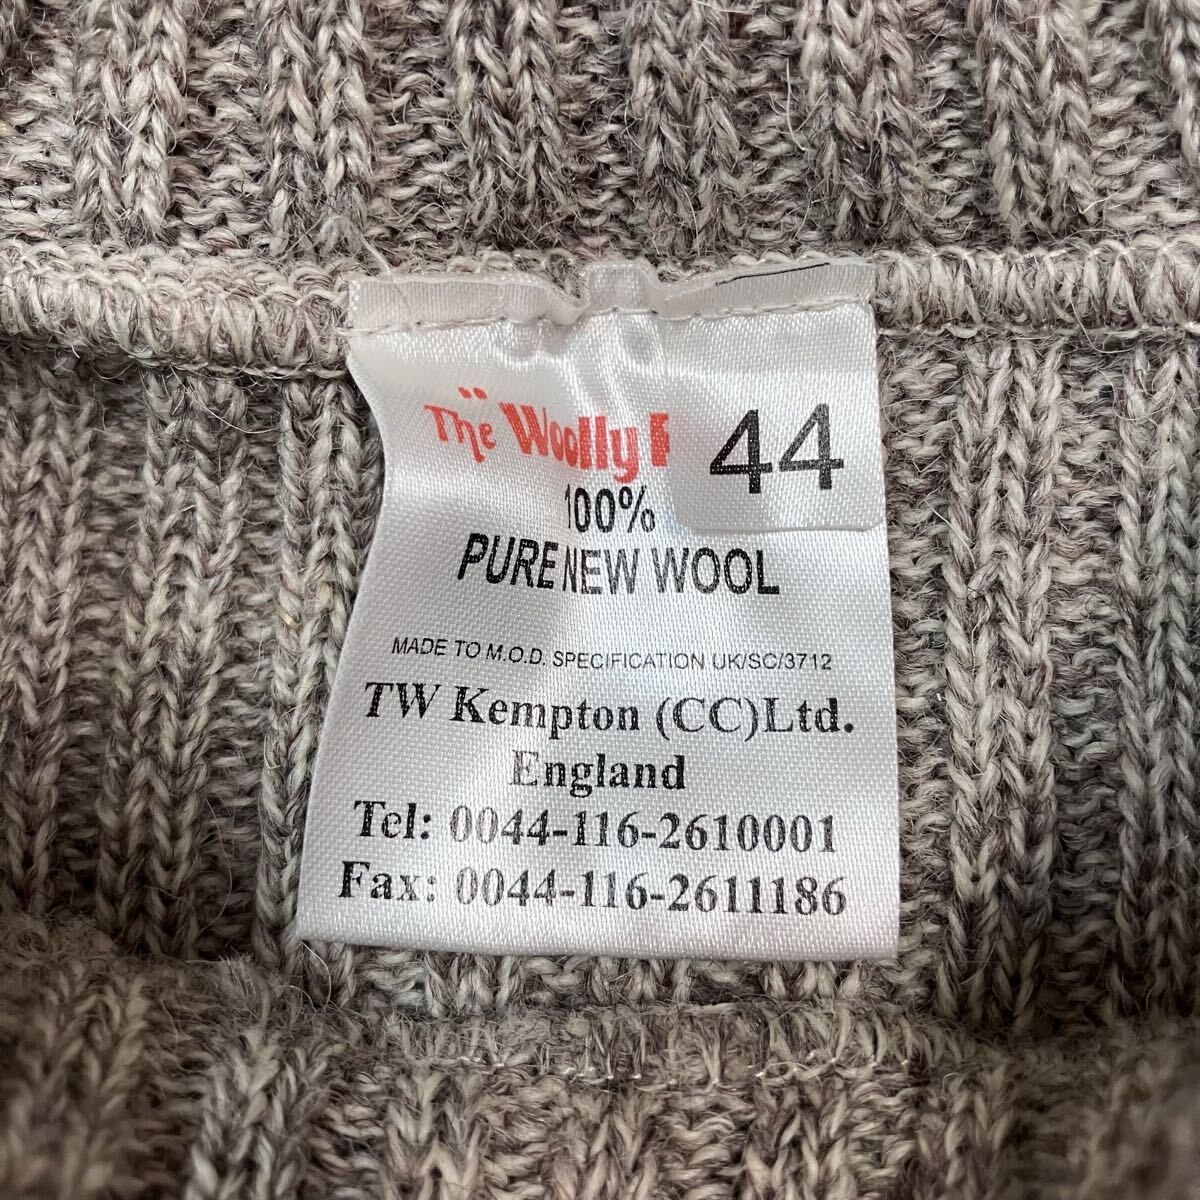 Thë Woolly
44
100%
PURE NEW WOOL
MADE TO M.O.D. SPECIFICATION UK/SC/3712
TW Kempton (CC)Ltd.
England
Tel: 0044-116-2610001
Fax: 0044-116-2611186